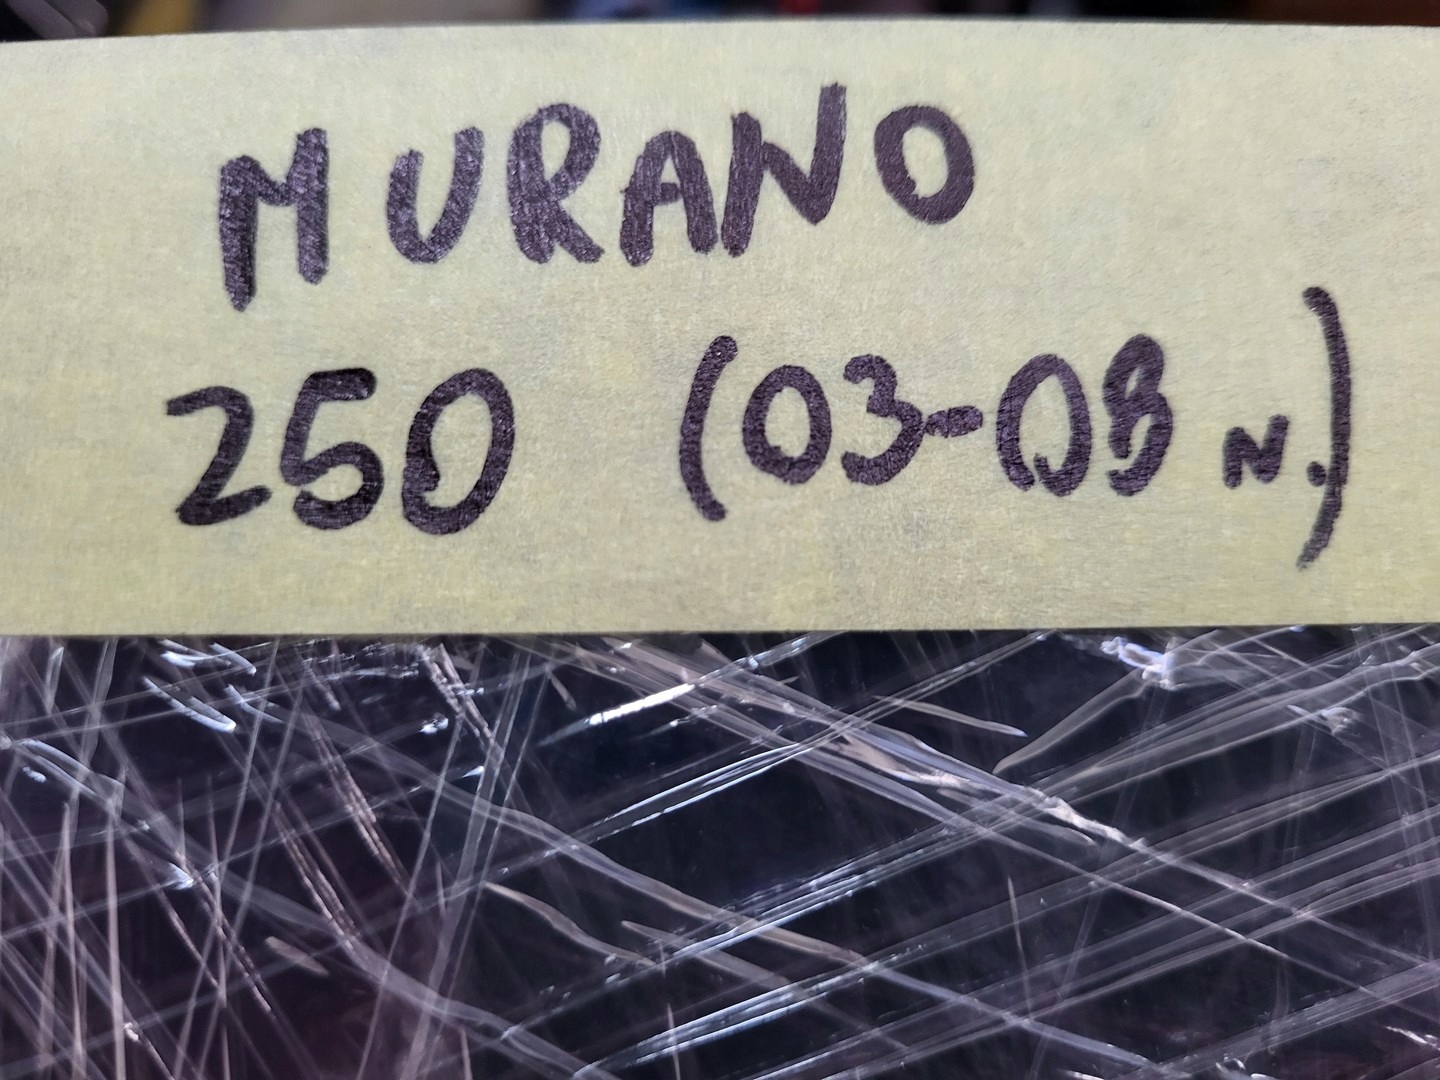 MURANO
250 (03-08 н.)